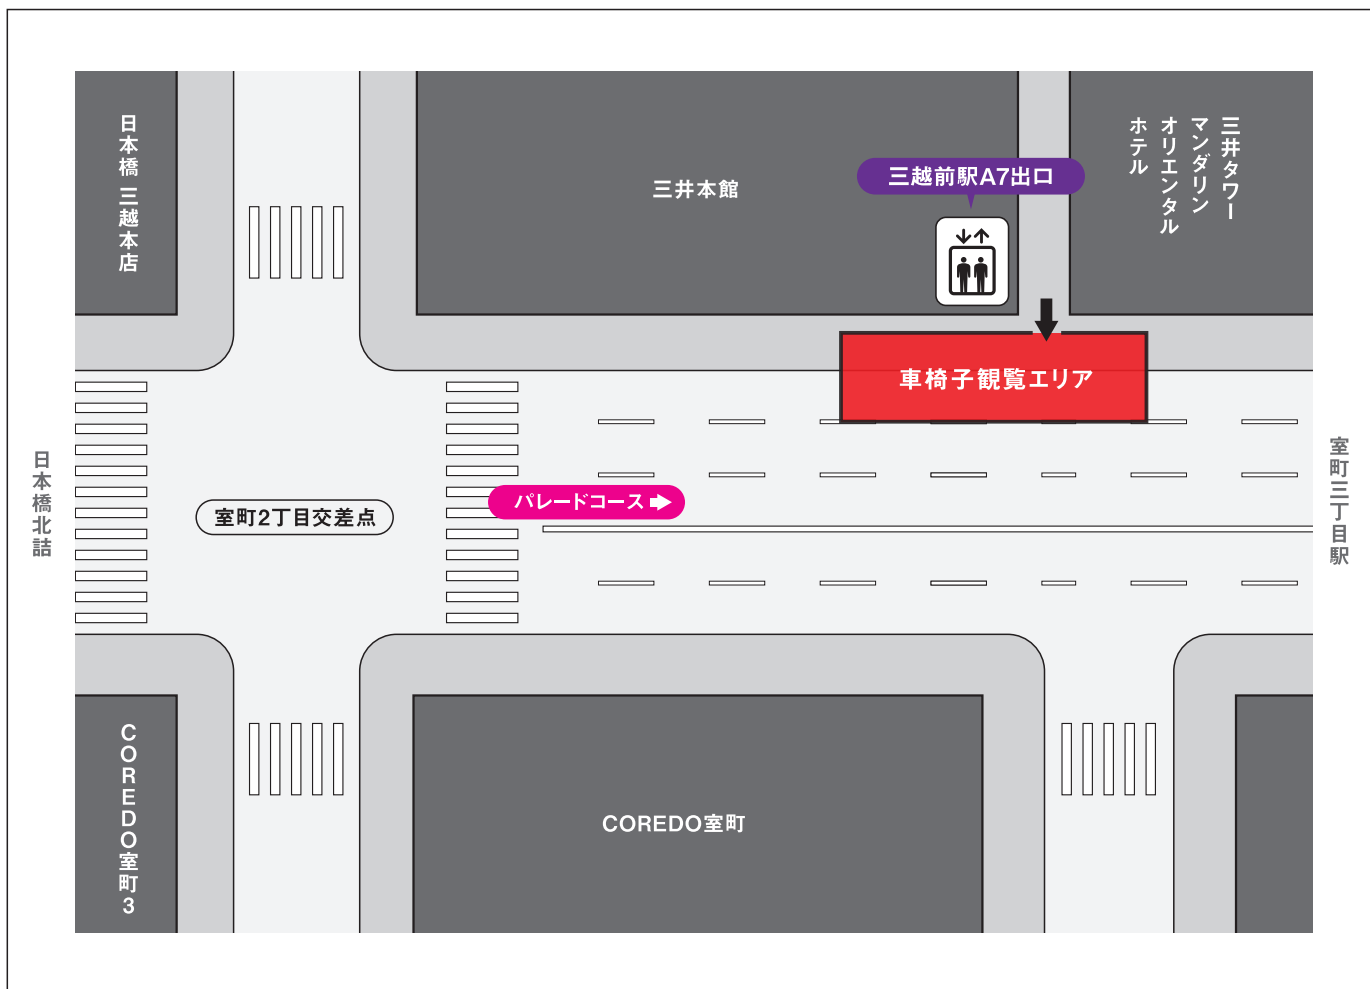 日本橋 三越本店
三井本館
三越前駅A7出口
三井タワー
マンダリン
オリエンタル
ホテル
車椅子観覧エリア
日本橋北詰
室町2丁目交差点
パレードコース
室町三丁目駅
COREDO室町3
COREDO室町